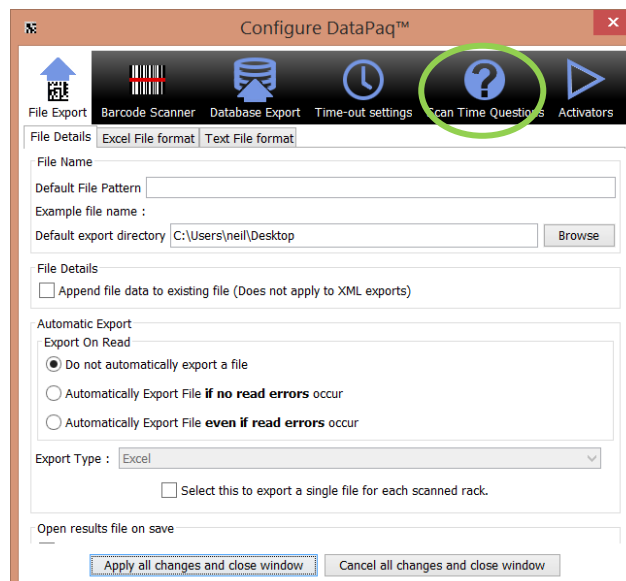 Configure DataPaq™
File Export Barcode Scanner Database Export Time-out settings Scan Time Questions Activators
File Details Excel File format Text File format
File Name
Default File Pattern
Example file name :
Default export directory C:\Users\neil\Desktop Browse
File Details
Append file data to existing file (Does not apply to XML exports)
Automatic Export
Export On Read
Do not automatically export a file
Automatically Export File if no read errors occur
Automatically Export File even if read errors occur
Export Type : Excel
Select this to export a single file for each scanned rack.
Open results file on save
Apply all changes and close window Cancel all changes and close window